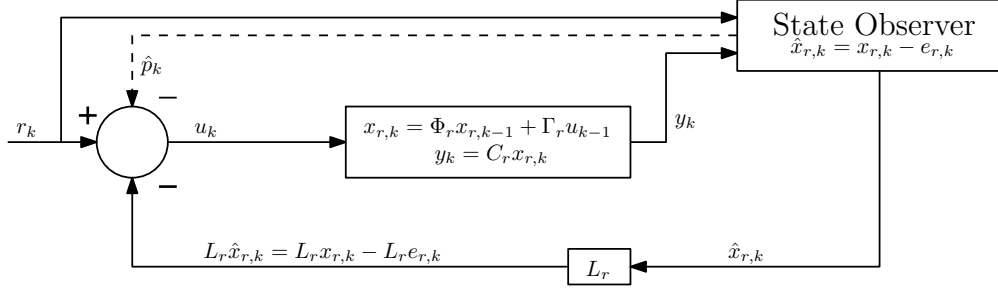 State Observer
x̂_{r,k} = x_{r,k} − e_{r,k}
p̂_k
−
+
r_k
u_k
x_{r,k} = Φ_r x_{r,k−1} + Γ_r u_{k−1}
y_k = C_r x_{r,k}
y_k
−
L_r x̂_{r,k} = L_r x_{r,k} − L_r e_{r,k}
L_r
x̂_{r,k}